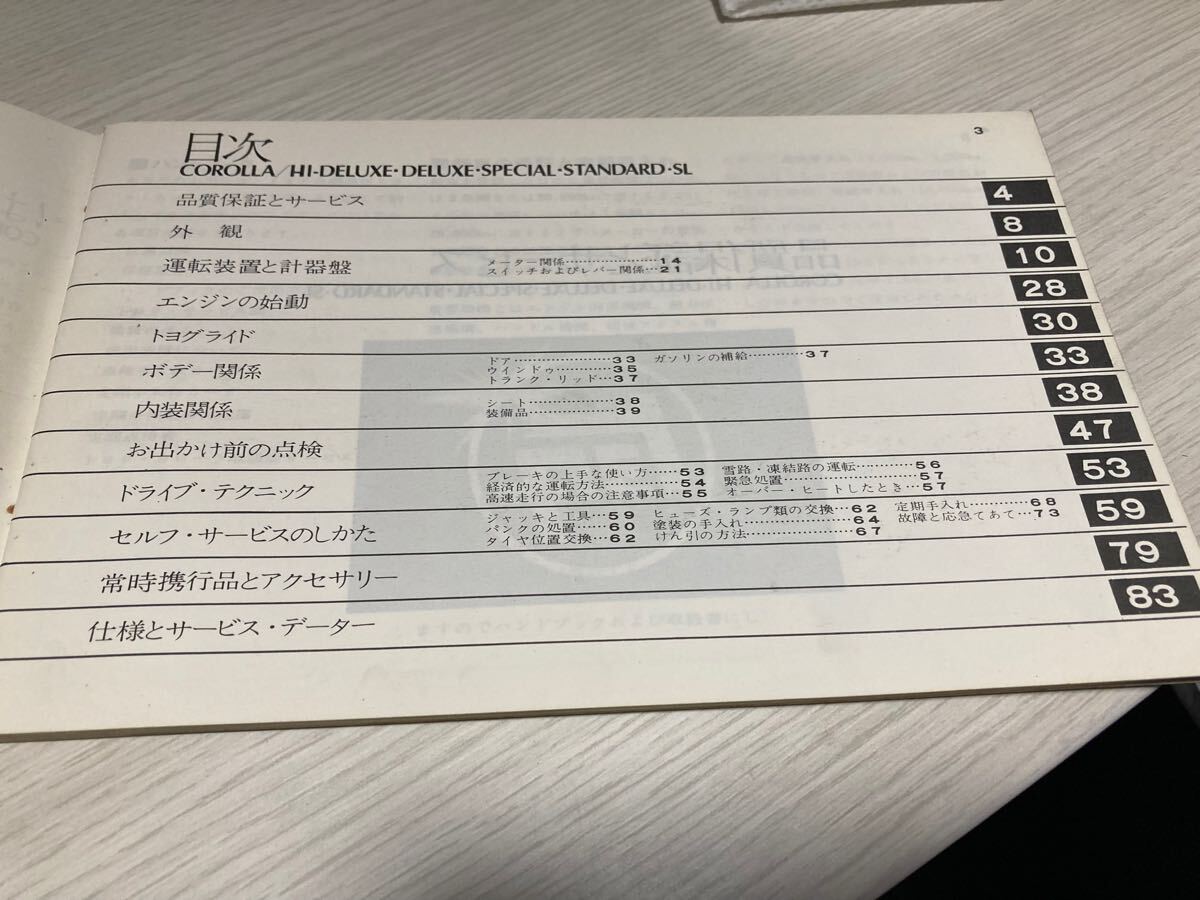 3
目次
COROLLA/HI-DELUXE・DELUXE・SPECIAL・STANDARD・SL
品質保証とサービス 4
外 観 8
運転装置と計器盤 10
メーター関係…………………14
スイッチおよびレバー関係…21
エンジンの始動 28
トヨグライド 30
ボデー関係 33
ドア…………………33 ガソリンの補給…………37
ウインドゥ…………35
トランク・リッド…37
内装関係 38
シート………………38
装備品………………39
お出かけ前の点検 47
ドライブ・テクニック 53
ブレーキの上手な使い方……53 雪路・凍結路の運転…………56
経済的な運転方法……………54 緊急処置………………………57
高速走行の場合の注意事項…55 オーバー・ヒートしたとき…57
セルフ・サービスのしかた 59
ジャッキと工具…59 ヒューズ・ランプ類の交換…62 定期手入れ…………68
パンクの処置……60 塗装の手入れ…………………64 故障と応急てあて…73
タイヤ位置交換…62 けん引の方法…………………67
常時携行品とアクセサリー 79
仕様とサービス・データー 83